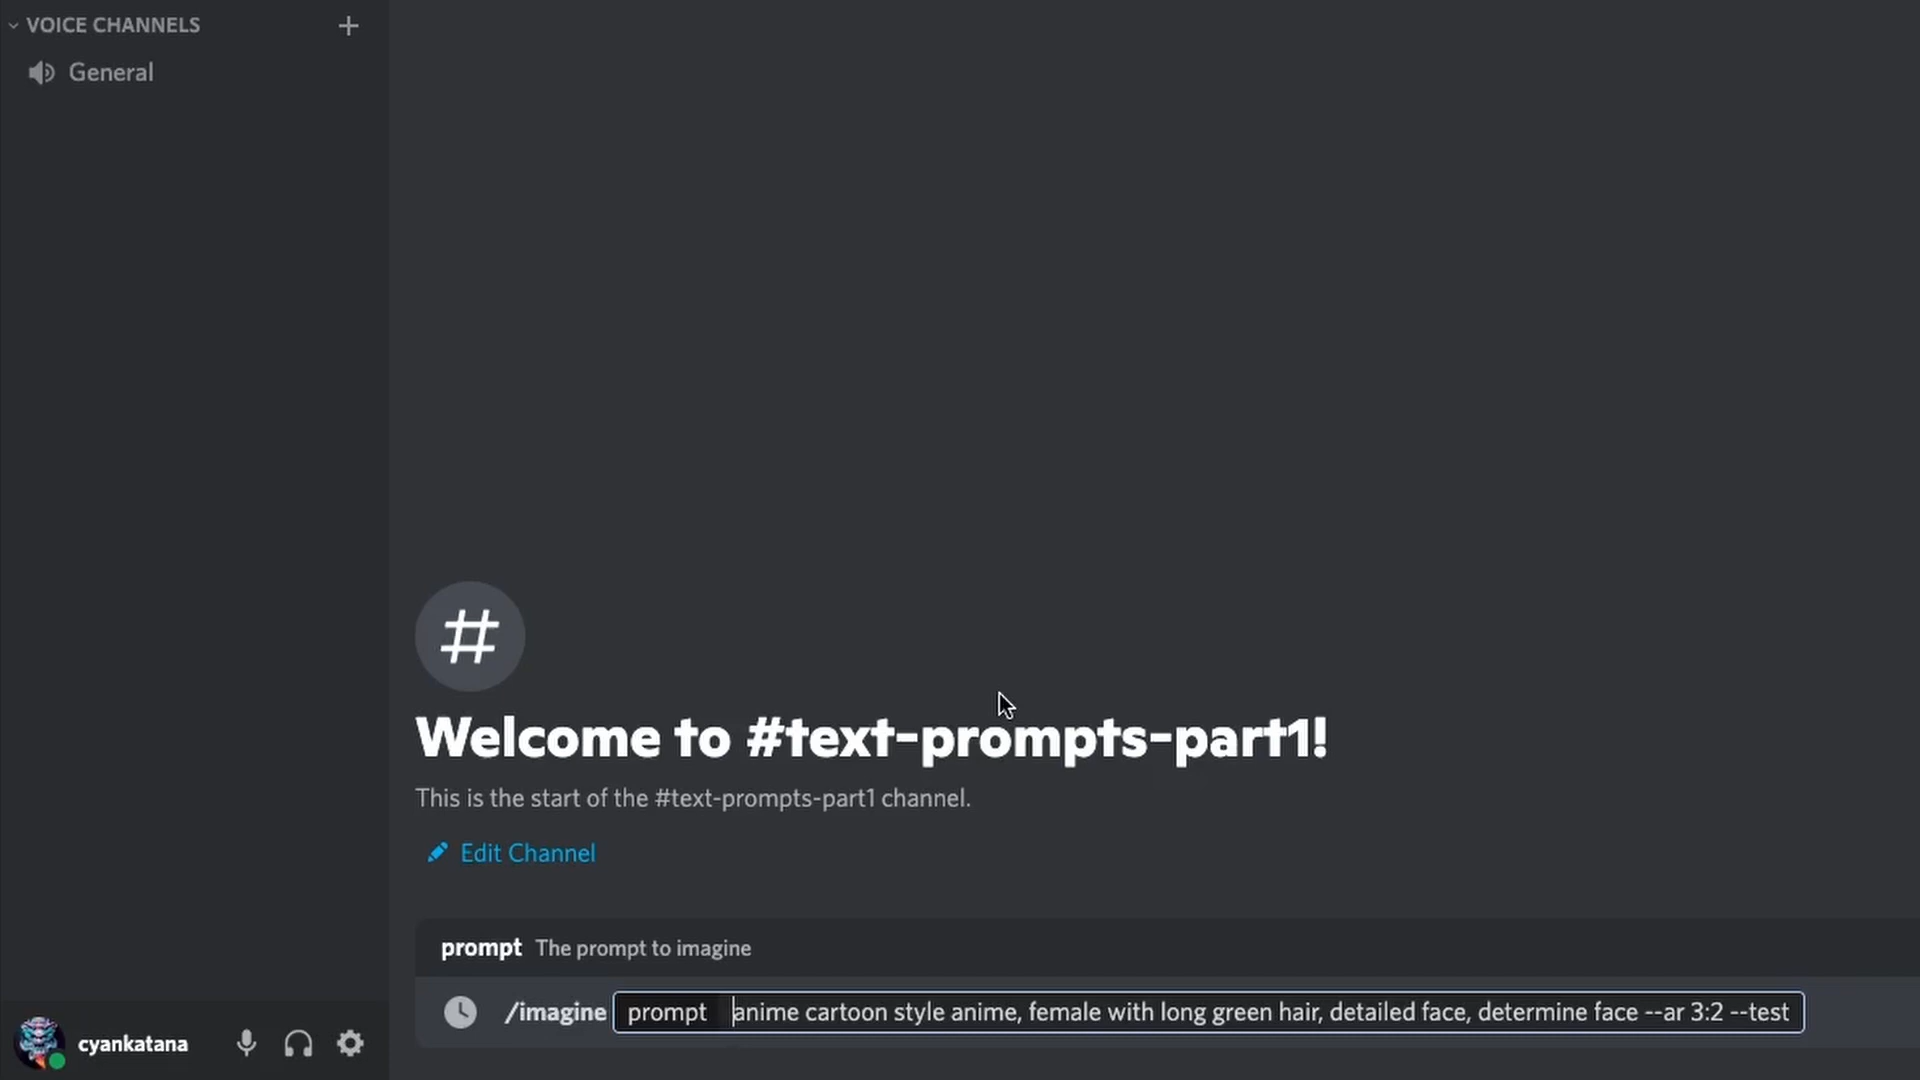 VOICE CHANNELS
General
Welcome to #text-prompts-part1!
This is the start of the #text-prompts-part1 channel.
Edit Channel
prompt The prompt to imagine
/imagine prompt anime cartoon style anime, female with long green hair, detailed face, determine face --ar 3:2 --test
cyankatana